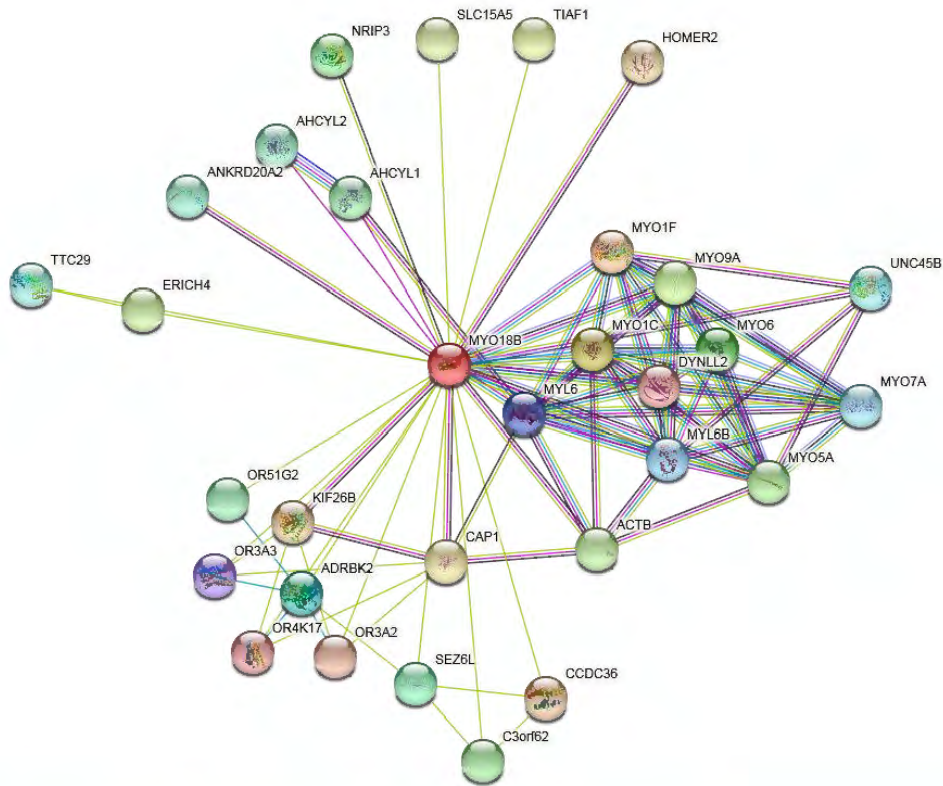 SLC15A5
TIAF1
NRIP3
HOMER2
AHCYL2
ANKRD20A2
AHCYL1
MYO1F
MYO9A
UNC45B
TTC29
ERICH4
MYO18B
MYO1C
MYO6
DYNLL2
MYL6
MYO7A
MYL6B
MYO5A
OR51G2
KIF26B
ACTB
CAP1
OR3A3
ADRBK2
OR4K17
OR3A2
SEZ6L
CCDC36
C3orf62